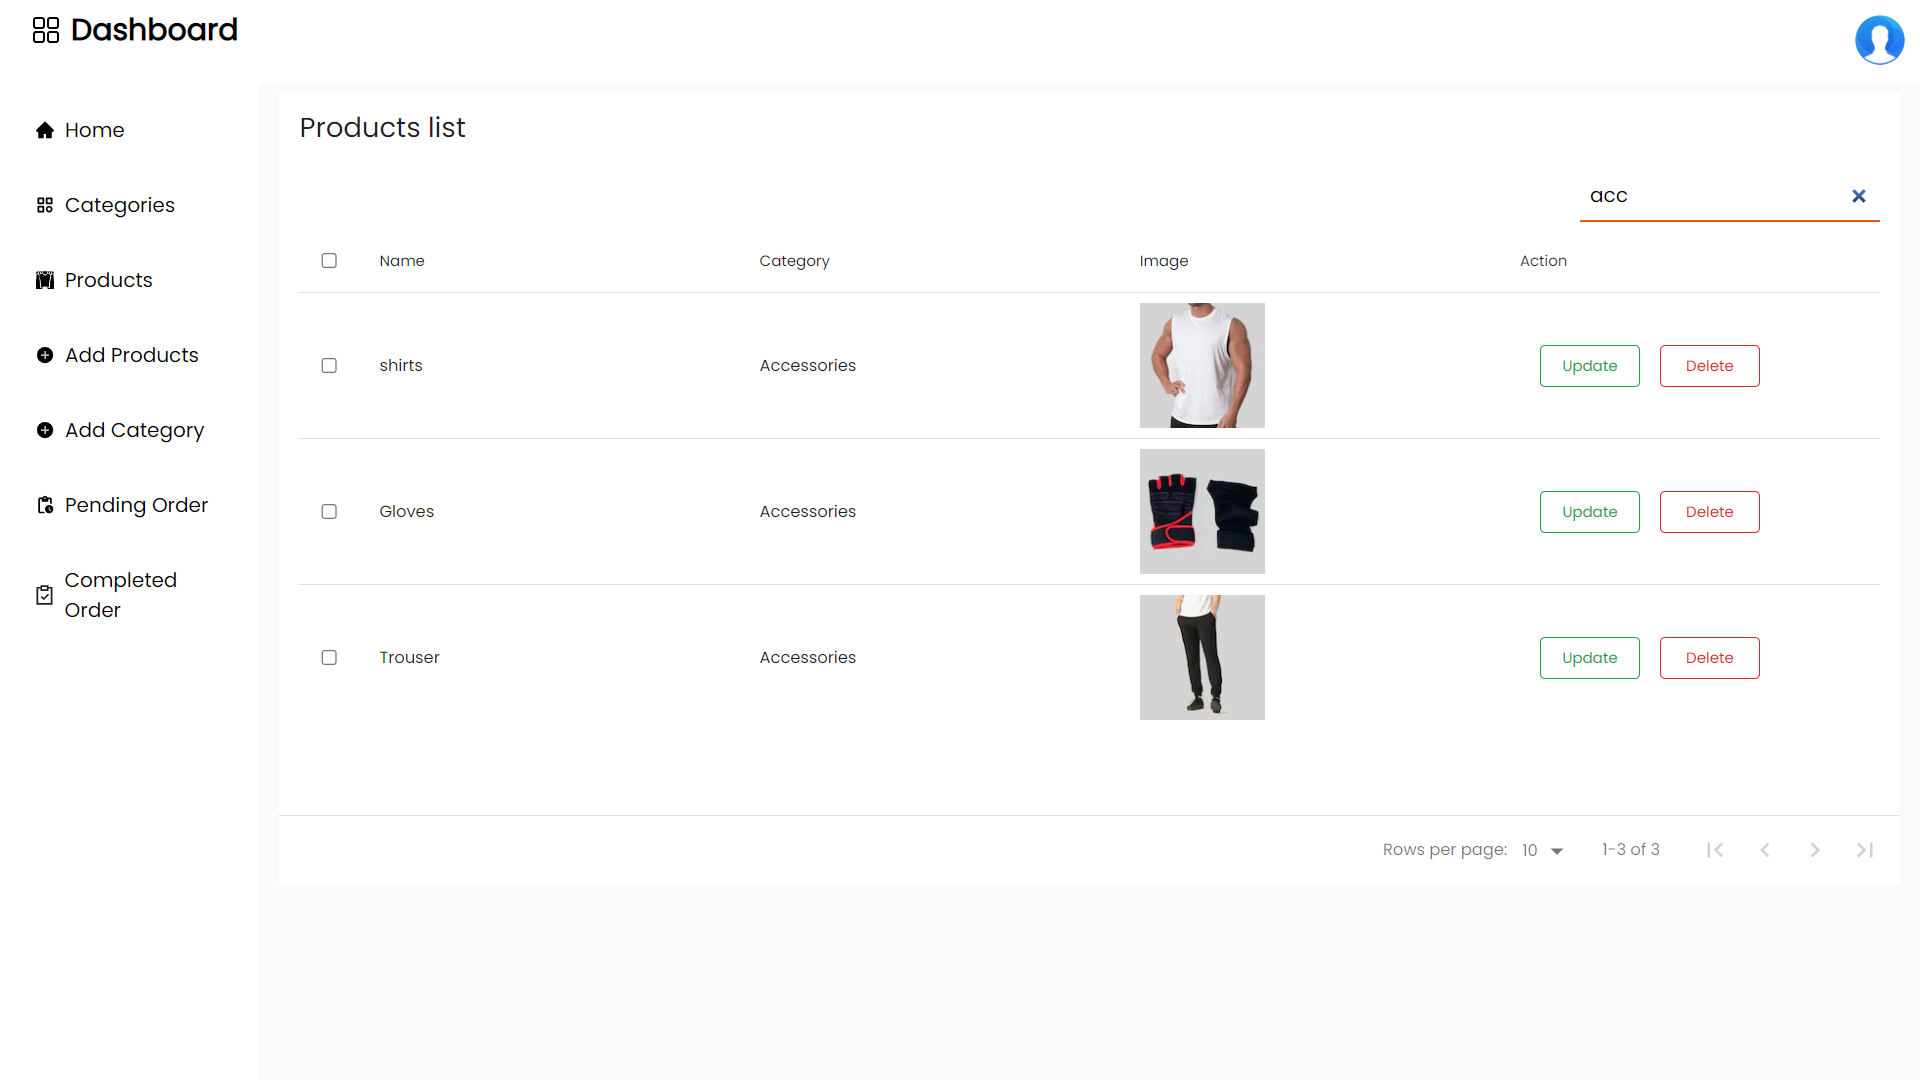 Dashboard
Home
Categories
Products
Add Products
Add Category
Pending Order
Completed
Order
Products list
acc
Name Category Image Action
shirts Accessories Update Delete
Gloves Accessories Update Delete
Trouser Accessories Update Delete
Rows per page: 10 1-3 of 3